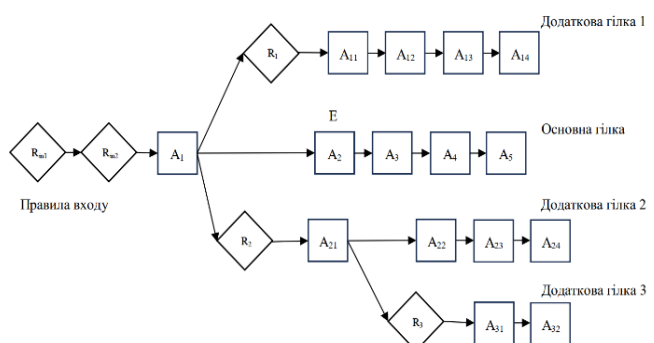 Додаткова гілка 1
R1 A11 A12 A13 A14
E
Основна гілка
Rm1 Rm2 A1 A2 A3 A4 A5
Правила входу
Додаткова гілка 2
R2 A21 A22 A23 A24
Додаткова гілка 3
R3 A31 A32